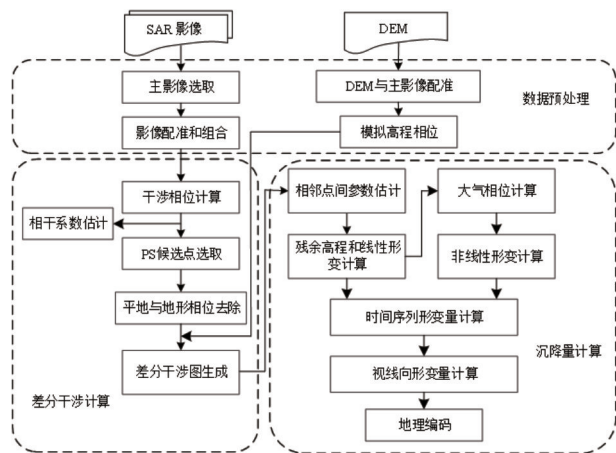 SAR 影像
DEM
主影像选取
DEM与主影像配准
数据预处理
影像配准和组合
模拟高程相位
干涉相位计算
相干系数估计
PS候选点选取
平地与地形相位去除
差分干涉图生成
差分干涉计算
相邻点间参数估计
大气相位计算
残余高程和线性形
变计算
非线性形变计算
时间序列形变量计算
沉降量计算
视线向形变量计算
地理编码